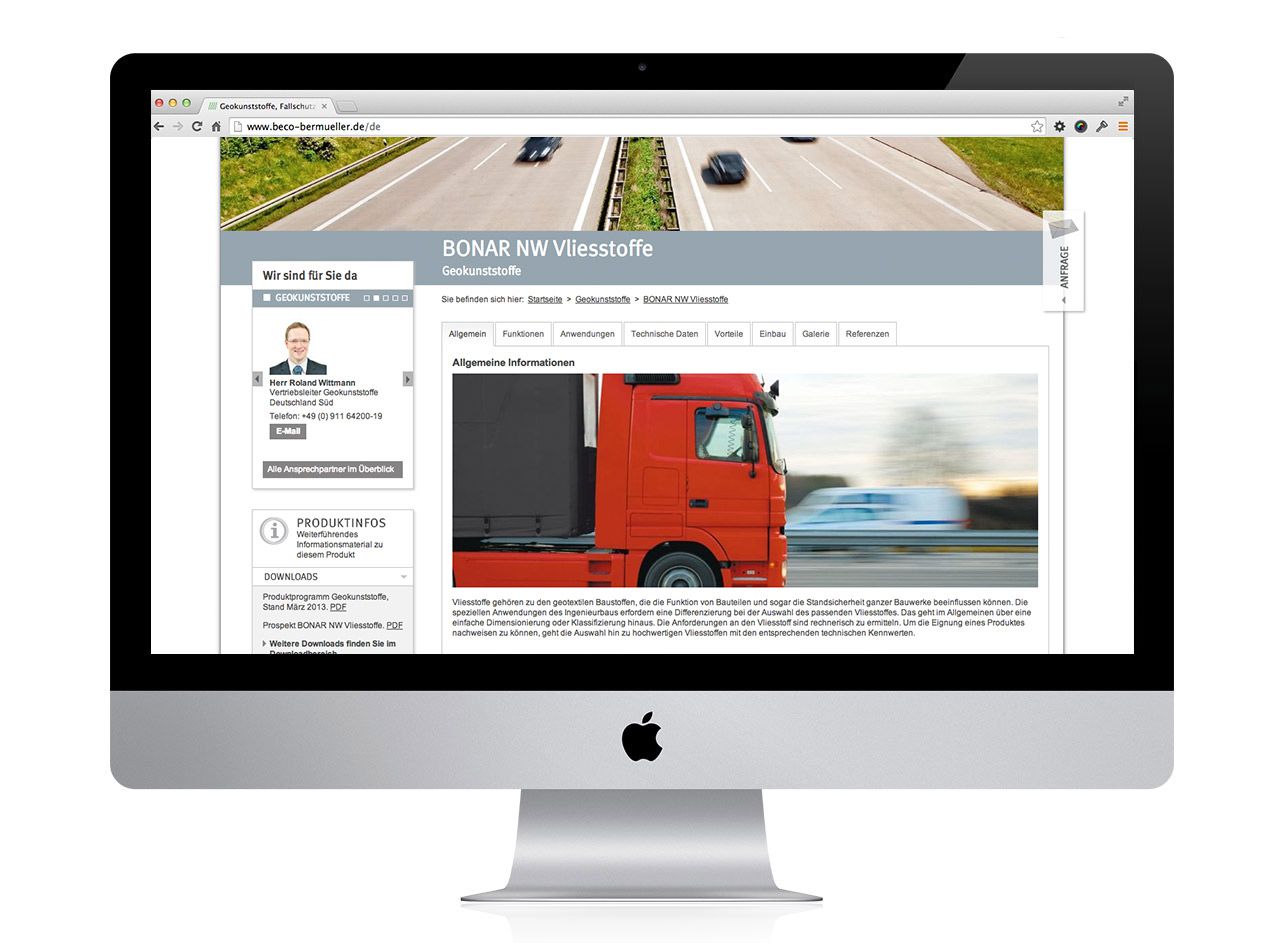 Geokunststoffe, Fallschutz
www.beco-bermueller.de/de
BONAR NW Vliesstoffe
Geokunststoffe
ANFRAGE
Wir sind für Sie da
GEOKUNSTSTOFFE
Herr Roland Wittmann
Vertriebsleiter Geokunststoffe
Deutschland Süd
Telefon: +49 (0) 911 64200-19
E-Mail
Alle Ansprechpartner im Überblick
PRODUKTINFOS
Weiterführendes
Informationsmaterial zu
diesem Produkt
DOWNLOADS
Produktprogramm Geokunststoffe,
Stand März 2013. PDF
Prospekt BONAR NW Vliesstoffe. PDF
Weitere Downloads finden Sie im
Downloadbereich
Sie befinden sich hier: Startseite > Geokunststoffe > BONAR NW Vliesstoffe
Allgemein Funktionen Anwendungen Technische Daten Vorteile Einbau Galerie Referenzen
Allgemeine Informationen
Vliesstoffe gehören zu den geotextilen Baustoffen, die die Funktion von Bauteilen und sogar die Standsicherheit ganzer Bauwerke beeinflussen können. Die
speziellen Anwendungen des Ingenieurbaus erfordern eine Differenzierung bei der Auswahl des passenden Vliesstoffes. Das geht im Allgemeinen über eine
einfache Dimensionierung oder Klassifizierung hinaus. Die Anforderungen an den Vliesstoff sind rechnerisch zu ermitteln. Um die Eignung eines Produktes
nachweisen zu können, geht die Auswahl hin zu hochwertigen Vliesstoffen mit den entsprechenden technischen Kennwerten.